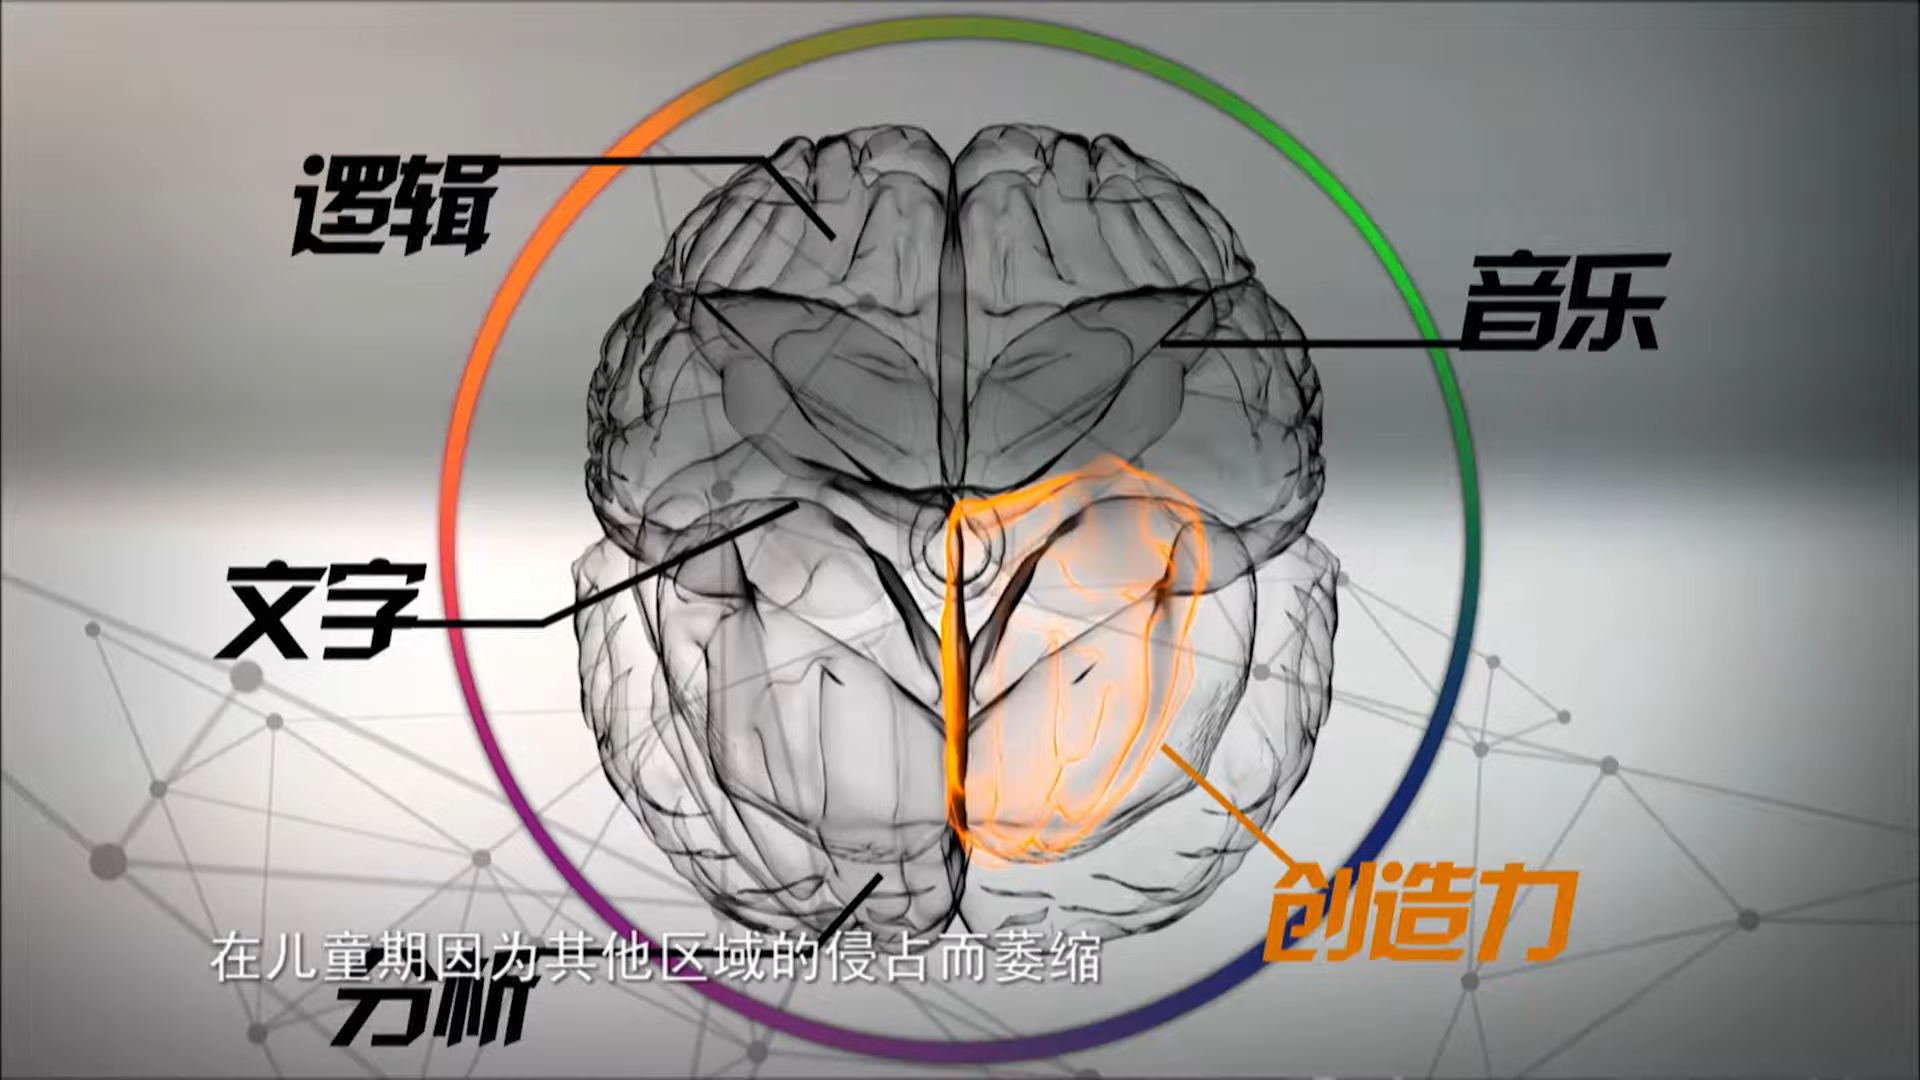 逻辑
音乐
文字
创造力
在儿童期因为其他区域的侵占而萎缩
分析